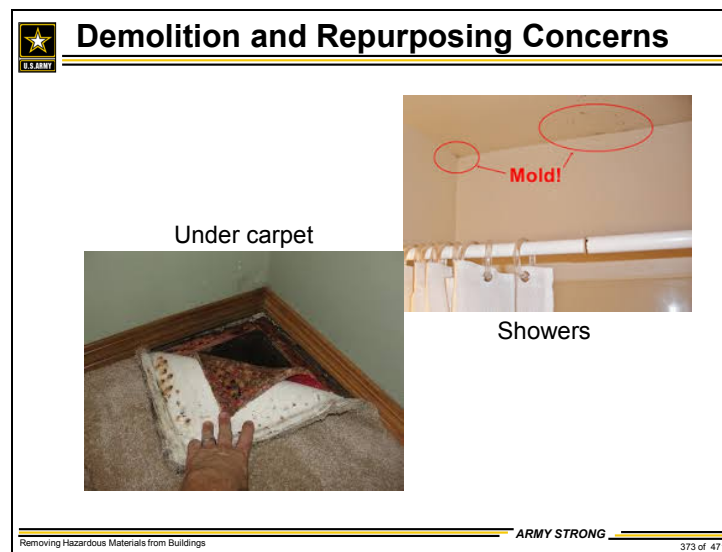 Demolition and Repurposing Concerns
U.S.ARMY
Mold!
Under carpet
Showers
ARMY STRONG
Removing Hazardous Materials from Buildings
373 of 47